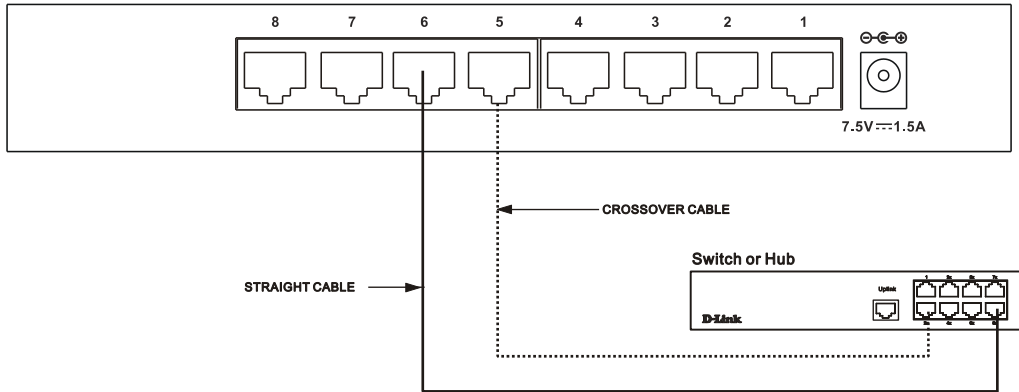 8 7 6 5 4 3 2 1
7.5V 1.5A
CROSSOVER CABLE
Switch or Hub
STRAIGHT CABLE
Uplink
1
D-Link